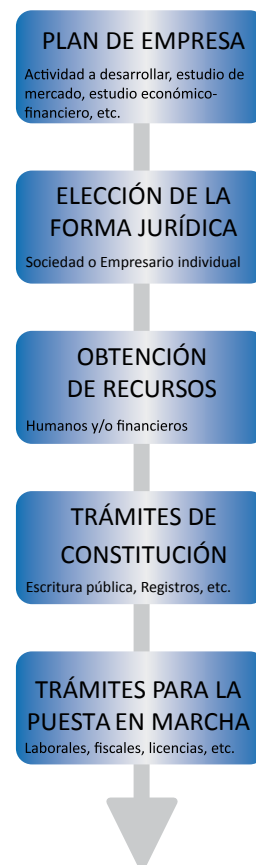 PLAN DE EMPRESA
Actividad a desarrollar, estudio de
mercado, estudio económico-
financiero, etc.
ELECCIÓN DE LA
FORMA JURÍDICA
Sociedad o Empresario individual
OBTENCIÓN
DE RECURSOS
Humanos y/o financieros
TRÁMITES DE
CONSTITUCIÓN
Escritura pública, Registros, etc.
TRÁMITES PARA LA
PUESTA EN MARCHA
Laborales, fiscales, licencias, etc.